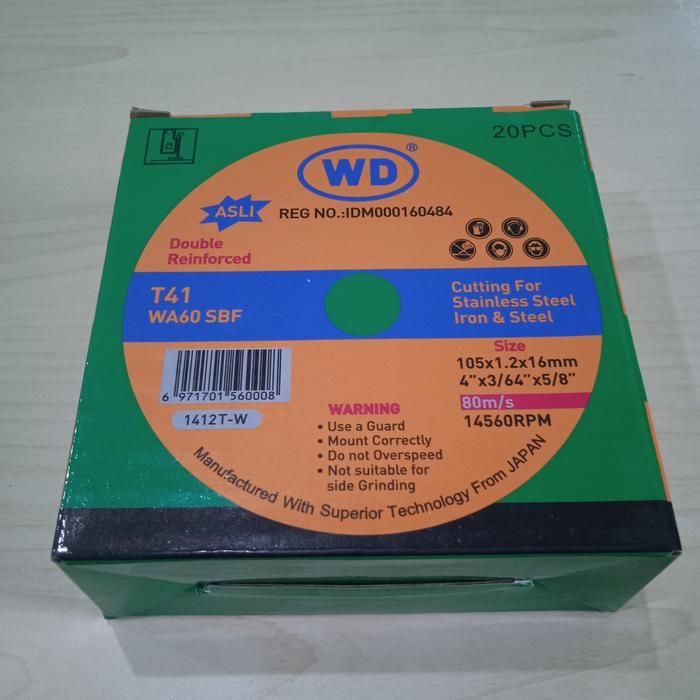 20PCS
WD®
ASLI
REG NO.:IDM000160484
Double
Reinforced
T41
WA60 SBF
Cutting For
Stainless Steel
Iron & Steel
Size
105x1.2x16mm
4"x3/64"x5/8"
80m/s
14560RPM
6 971701 560008
1412T-W
WARNING
• Use a Guard
• Mount Correctly
• Do not Overspeed
• Not suitable for
side Grinding
Manufactured With Superior Technology From JAPAN